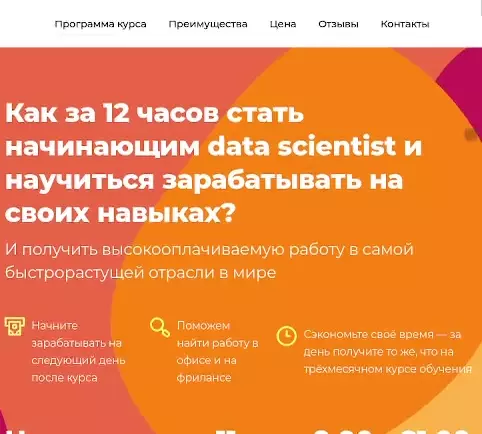 Программа курса Преимущества Цена Отзывы Контакты
Как за 12 часов стать
начинающим data scientist и
научиться зарабатывать на
своих навыках?
И получить высокооплачиваемую работу в самой
быстрорастущей отрасли в мире
Начните
зарабатывать на
следующий день
после курса
Поможем
найти работу в
офисе и на
фрилансе
Сэкономьте своё время — за
день получите то же, что на
трёхмесячном курсе обучения